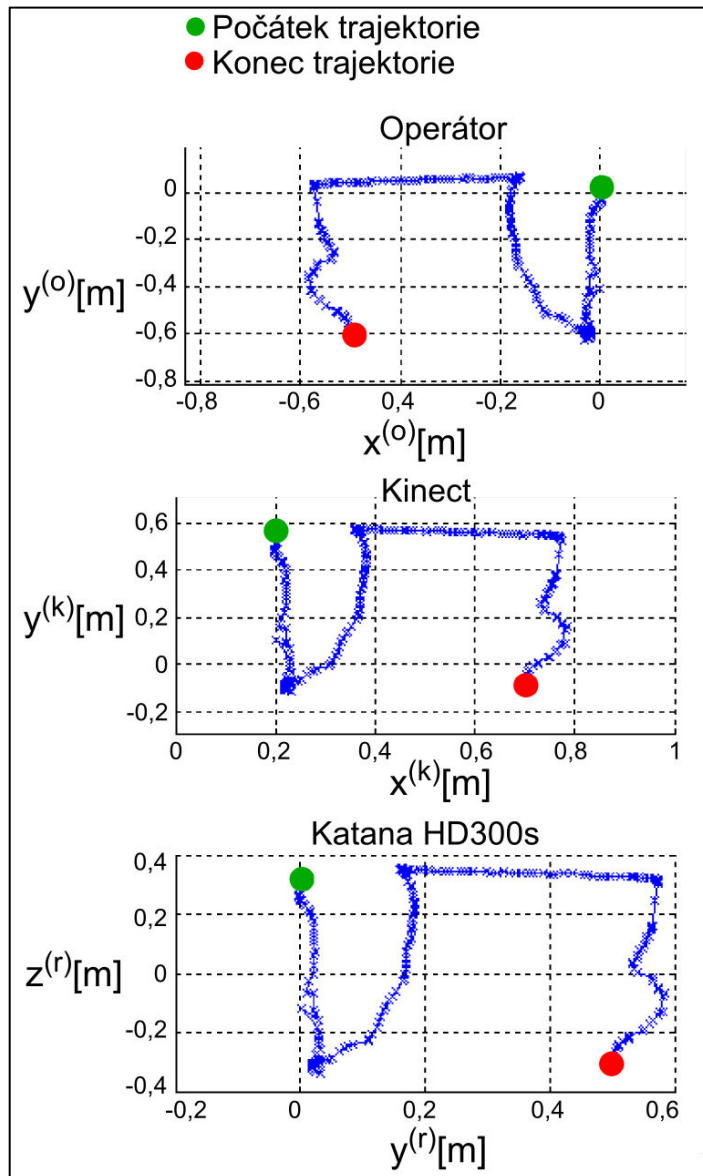 Počátek trajektorie
Konec trajektorie
Operátor
0
-0,2
-0,4
-0,6
-0,8
y(o)[m]
-0,8 -0,6 0,4 -0,2 0
x(o)[m]
Kinect
0,6
0,4
0,2
0
-0,2
y(k)[m]
0 0,2 0,4 0,6 0,8 1
x(k)[m]
Katana HD300s
0,4
0,2
0
-0,2
-0,4
z(r)[m]
-0,2 0 0,2 0,4 0,6
y(r)[m]